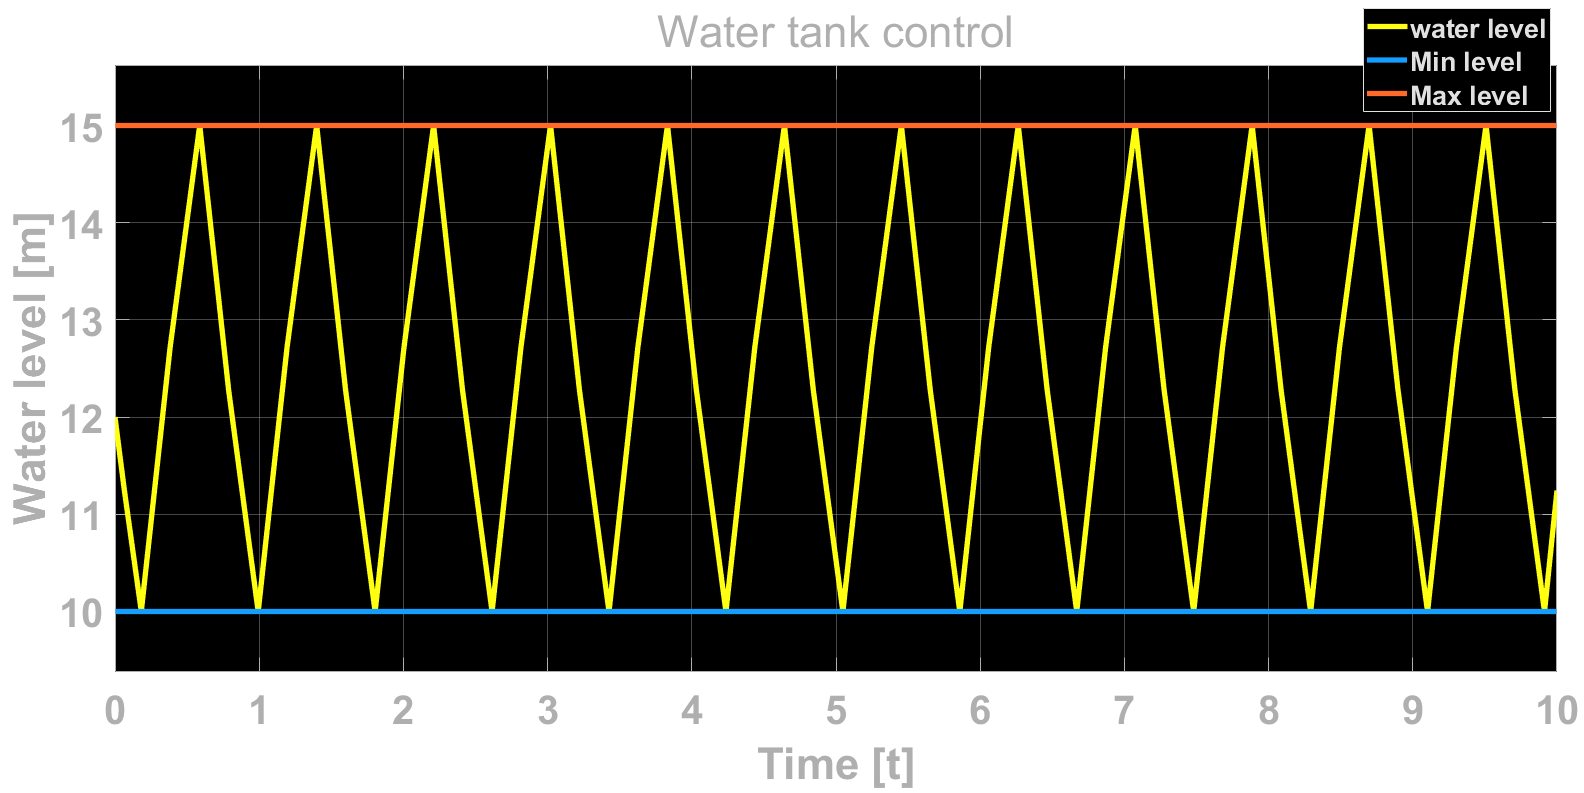 Water tank control
water level
Min level
Max level
Water level [m]
15
14
13
12
11
10
0 1 2 3 4 5 6 7 8 9 10
Time [t]